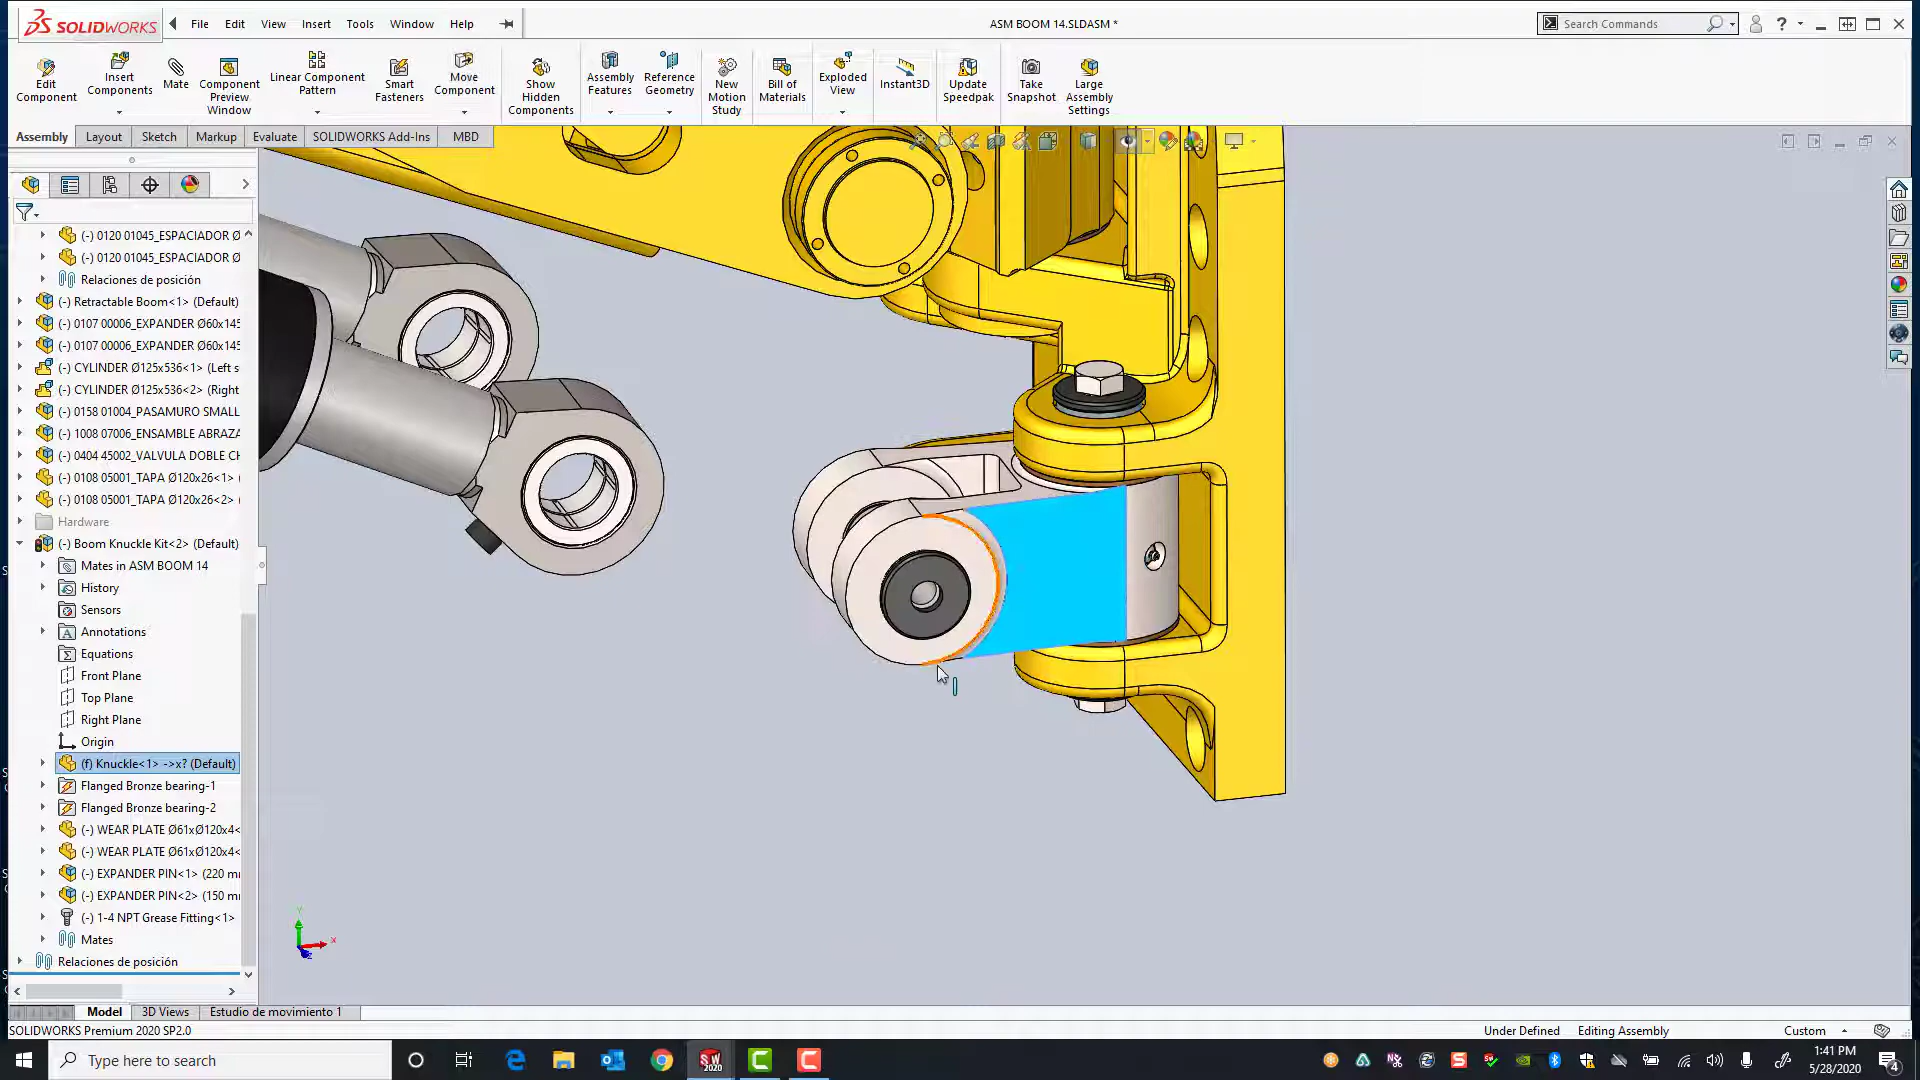 SOLIDWORKS
File Edit View Insert Tools Window Help
ASM BOOM 14.SLDASM *
Search Commands
Edit Component
Insert Components
Mate
Component Preview Window
Linear Component Pattern
Smart Fasteners
Move Component
Show Hidden Components
Assembly Features
Reference Geometry
New Motion Study
Bill of Materials
Exploded View
Instant3D
Update Speedpak
Take Snapshot
Large Assembly Settings
Assembly Layout Sketch Markup Evaluate SOLIDWORKS Add-Ins MBD
(-) 0120 01045_ESPACIADOR Ø
(-) 0120 01045_ESPACIADOR Ø
Relaciones de posición
(-) Retractable Boom<1> (Default)
(-) 0107 00006_EXPANDER Ø60x145
(-) 0107 00006_EXPANDER Ø60x145
(-) CYLINDER Ø125x536<1> (Left s
(-) CYLINDER Ø125x536<2> (Right
(-) 0158 01004_PASAMURO SMALL
(-) 1008 07006_ENSAMBLE ABRAZA
(-) 0404 45002_VALVULA DOBLE CH
(-) 0108 05001_TAPA Ø120x26<1> (
(-) 0108 05001_TAPA Ø120x26<2> (
Hardware
(-) Boom Knuckle Kit<2> (Default)
Mates in ASM BOOM 14
History
Sensors
Annotations
Equations
Front Plane
Top Plane
Right Plane
Origin
(f) Knuckle<1> ->x? (Default)
Flanged Bronze bearing-1
Flanged Bronze bearing-2
(-) WEAR PLATE Ø61xØ120x4<
(-) WEAR PLATE Ø61xØ120x4<
(-) EXPANDER PIN<1> (220 m
(-) EXPANDER PIN<2> (150 m
(-) 1-4 NPT Grease Fitting<1>
Mates
Relaciones de posición
Model 3D Views Estudio de movimiento 1
SOLIDWORKS Premium 2020 SP2.0
Under Defined Editing Assembly Custom
Type here to search
1:41 PM
5/28/2020